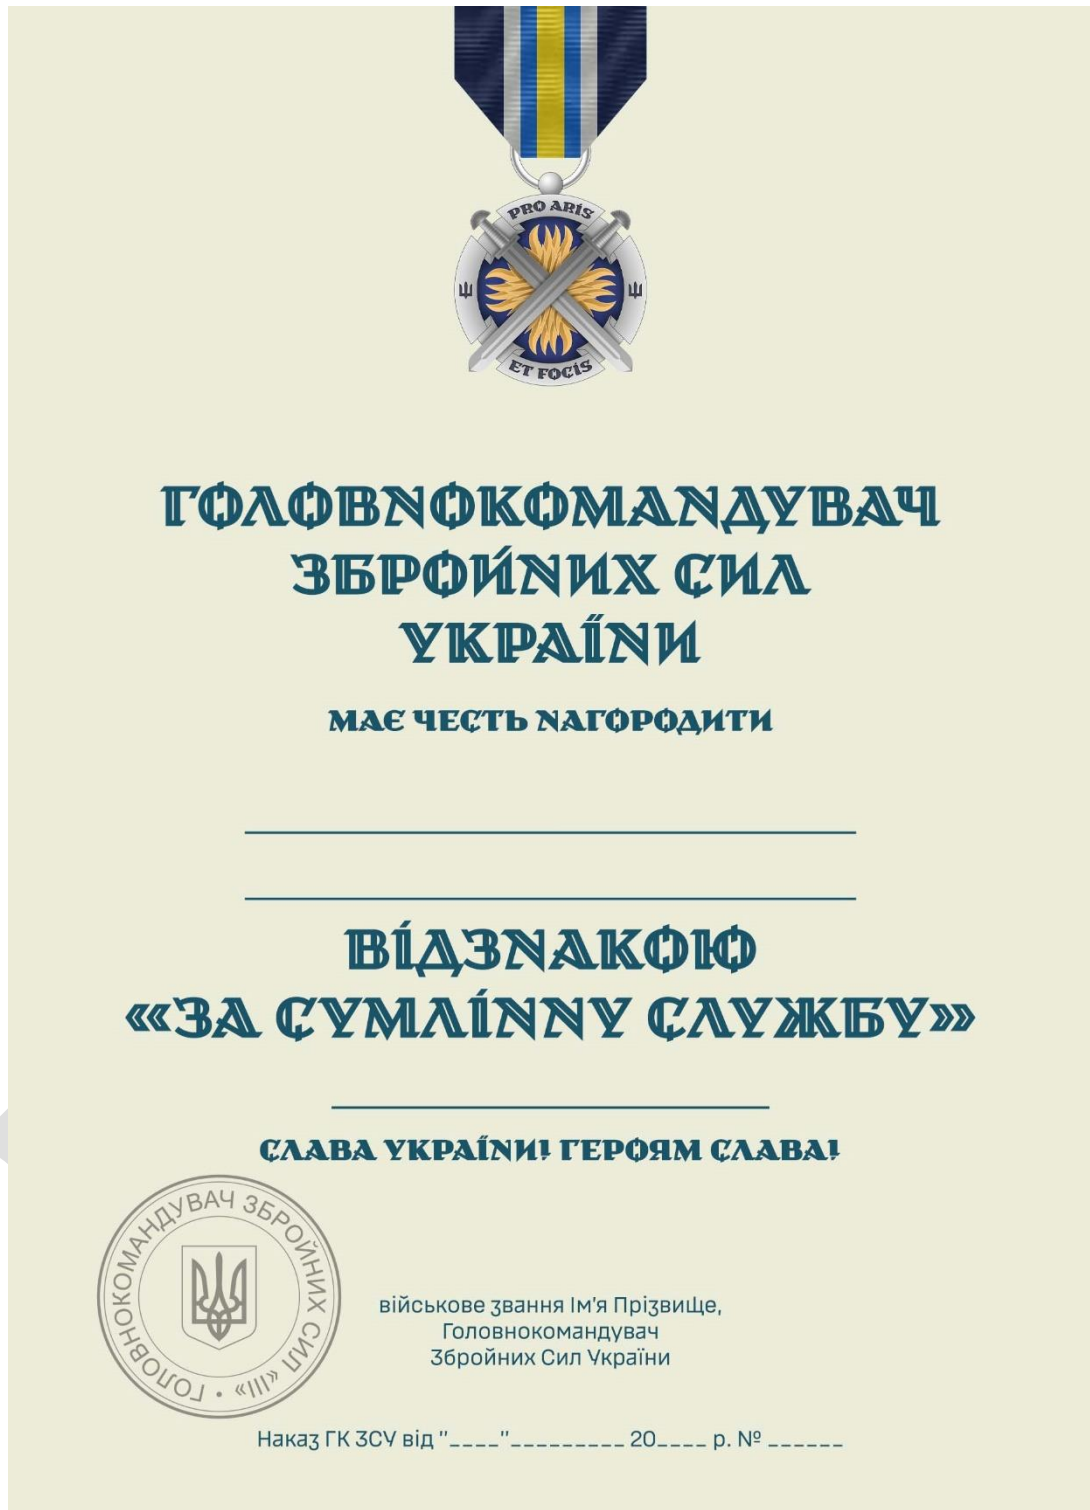 PRO ARIS
ET FOCIS
ГОЛОВНОКОМАНДУВАЧ
ЗБРОЙНИХ СИЛ
УКРАЇНИ
МАЄ ЧЕСТЬ НАГОРОДИТИ
ВІДЗНАКОЮ
«ЗА СУМЛІННУ СЛУЖБУ»
СЛАВА УКРАЇНИ! ГЕРОЯМ СЛАВА!
ГОЛОВНОКОМАНДУВАЧ ЗБРОЙНИХ СИЛ «ІІІ» •
військове звання Ім'я Прізвище,
Головнокомандувач
Збройних Сил України
Наказ ГК ЗСУ від "____"_________ 20____ р. № ______